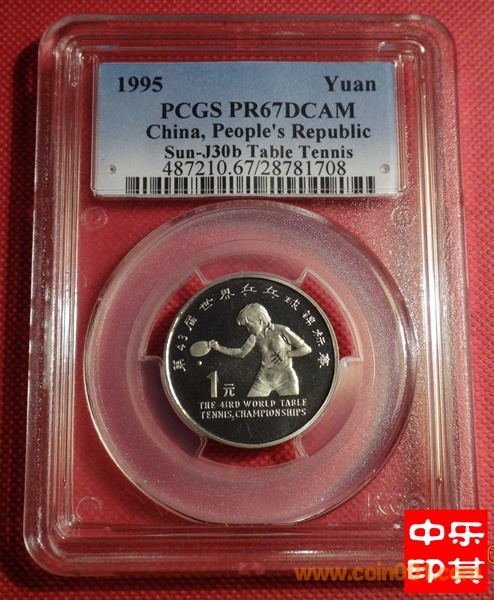 1995 Yuan
PCGS PR67DCAM
China, People's Republic
Sun-J30b Table Tennis
487210.67/28781708
第43届世界乒乓球锦标赛
1元
THE 43RD WORLD TABLE
TENNIS, CHAMPIONSHIPS
中乐
印其